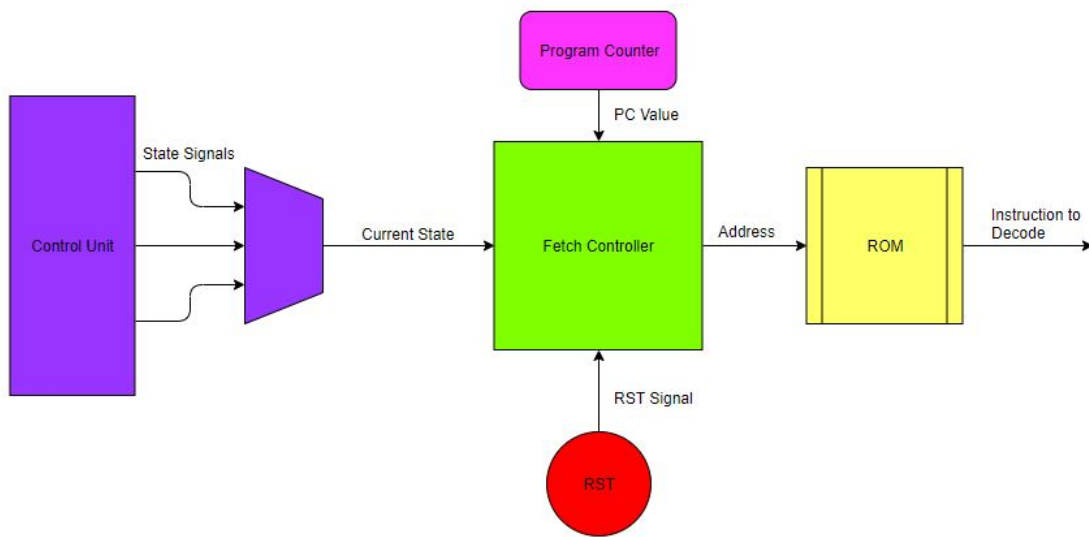 Program Counter
PC Value
State Signals
Control Unit
Current State
Fetch Controller
Address
ROM
Instruction to
Decode
RST Signal
RST